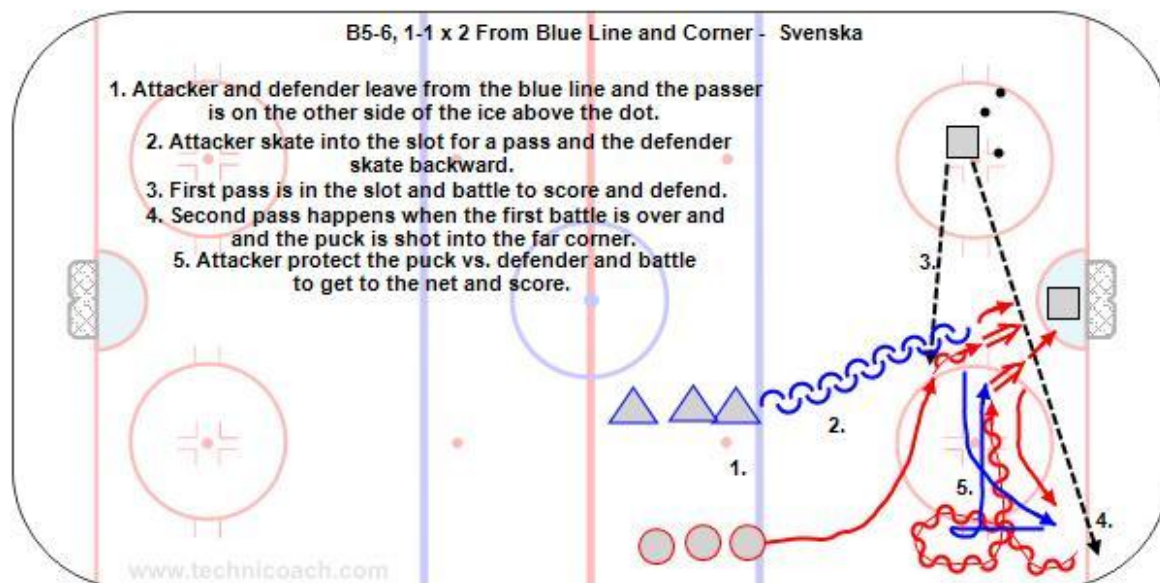 B5-6, 1-1 x 2 From Blue Line and Corner - Svenska
1. Attacker and defender leave from the blue line and the passer
is on the other side of the ice above the dot.
2. Attacker skate into the slot for a pass and the defender
skate backward.
3. First pass is in the slot and battle to score and defend.
4. Second pass happens when the first battle is over and
and the puck is shot into the far corner.
5. Attacker protect the puck vs. defender and battle
to get to the net and score.
3.
2.
1.
5.
4.
www.technicoach.com